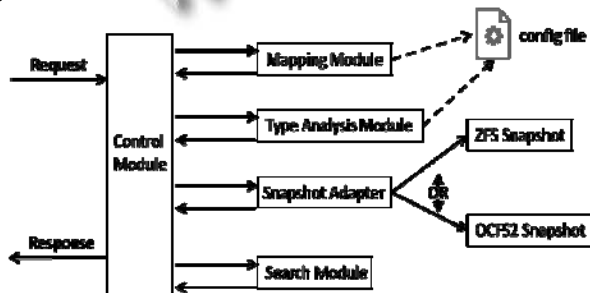 config file
Mapping Module
Request
Type Analysis Module
ZFS Snapshot
Control
Module
Snapshot Adapter
OR
OCFS2 Snapshot
Response
Search Module